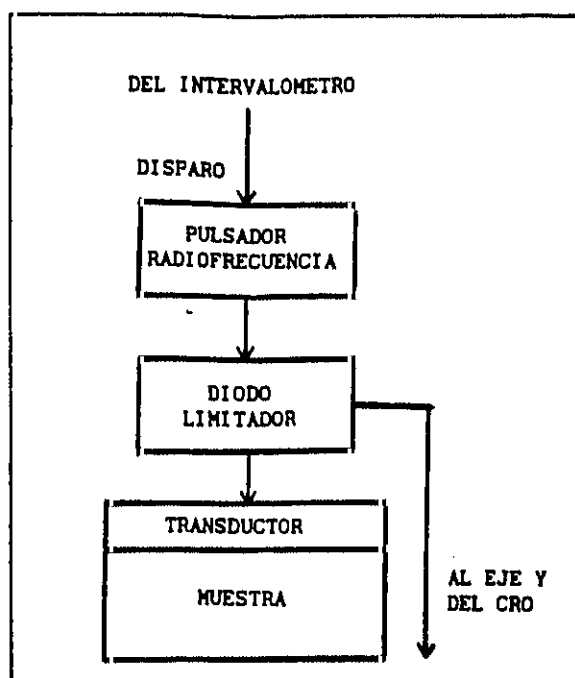 DEL INTERVALOMETRO
DISPARO
PULSADOR
RADIOFRECUENCIA
DIODO
LIMITADOR
TRANSDUCTOR
MUESTRA
AL EJE Y
DEL CRO